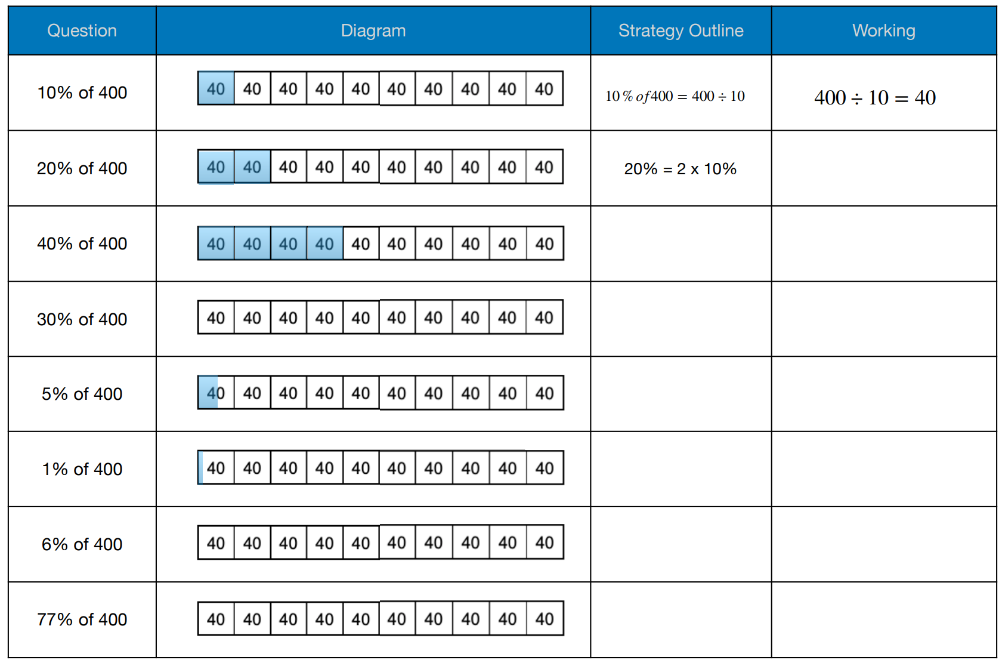 Question Diagram Strategy Outline Working
10% of 400 40 40 40 40 40 40 40 40 40 40 10 % of400 = 400 ÷ 10 400 ÷ 10 = 40
20% of 400 40 40 40 40 40 40 40 40 40 40 20% = 2 x 10%
40% of 400 40 40 40 40 40 40 40 40 40 40
30% of 400 40 40 40 40 40 40 40 40 40 40
5% of 400 40 40 40 40 40 40 40 40 40 40
1% of 400 40 40 40 40 40 40 40 40 40 40
6% of 400 40 40 40 40 40 40 40 40 40 40
77% of 400 40 40 40 40 40 40 40 40 40 40